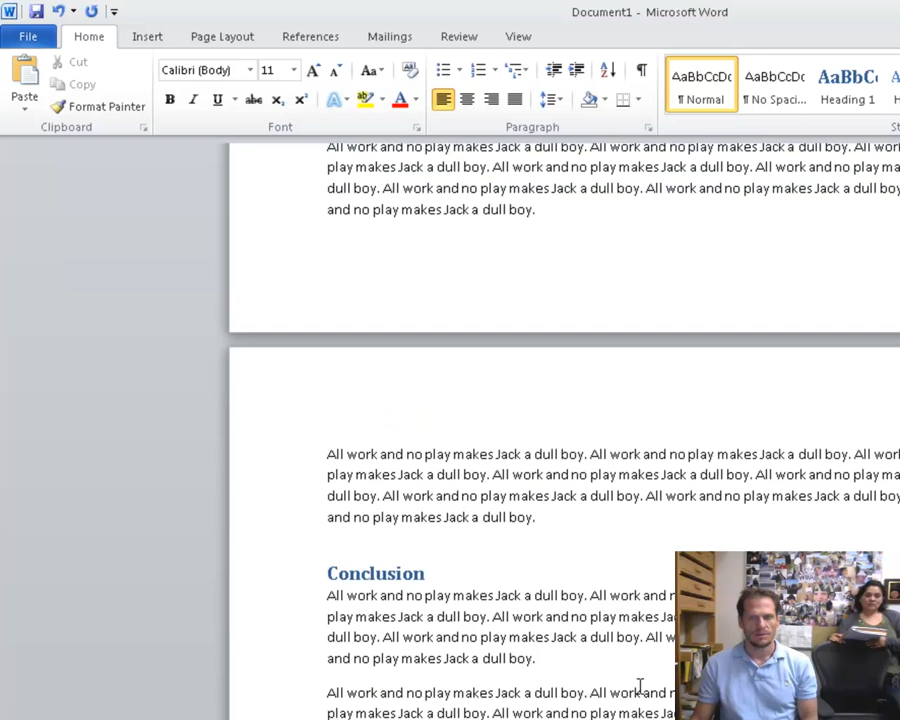 Document1 - Microsoft Word
File Home Insert Page Layout References Mailings Review View
Paste
Cut
Copy
Format Painter
Clipboard
Calibri (Body) 11
Font
Paragraph
AaBbCcDc AaBbCcDc AaBbC
¶ Normal ¶ No Spaci... Heading 1
All work and no play makes Jack a dull boy. All work and no play makes Jack a dull boy. All work
play makes Jack a dull boy. All work and no play makes Jack a dull boy. All work and no play makes
dull boy. All work and no play makes Jack a dull boy. All work and no play makes Jack a dull boy
and no play makes Jack a dull boy.
All work and no play makes Jack a dull boy. All work and no play makes Jack a dull boy. All work
play makes Jack a dull boy. All work and no play makes Jack a dull boy. All work and no play makes
dull boy. All work and no play makes Jack a dull boy. All work and no play makes Jack a dull boy
and no play makes Jack a dull boy.
Conclusion
All work and no play makes Jack a dull boy. All work and
play makes Jack a dull boy. All work and no play makes Ja
dull boy. All work and no play makes Jack a dull boy. All w
and no play makes Jack a dull boy.
All work and no play makes Jack a dull boy. All work and
play makes Jack a dull boy. All work and no play makes Ja